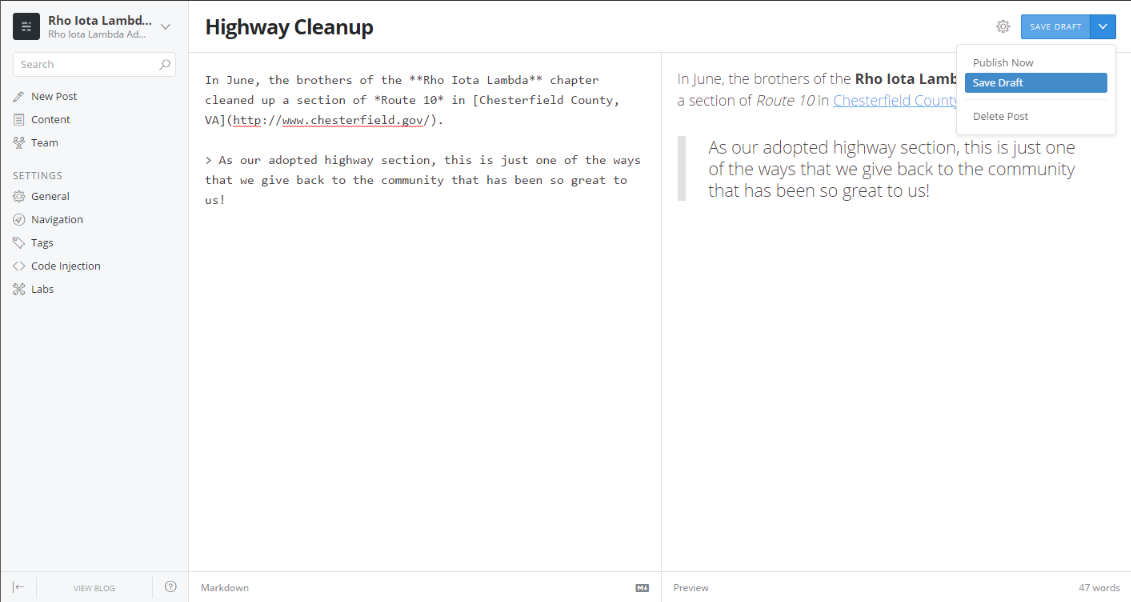 Rho Iota Lambd...
Rho Iota Lambda Ad...
Search
New Post
Content
Team
SETTINGS
General
Navigation
Tags
Code Injection
Labs
VIEW BLOG
Highway Cleanup
SAVE DRAFT
Publish Now
Save Draft
Delete Post
In June, the brothers of the **Rho Iota Lambda** chapter
cleaned up a section of *Route 10* in [Chesterfield County,
VA](http://www.chesterfield.gov/).
> As our adopted highway section, this is just one of the ways
that we give back to the community that has been so great to
us!
In June, the brothers of the Rho Iota Lamb
a section of Route 10 in Chesterfield County
As our adopted highway section, this is just one
of the ways that we give back to the community
that has been so great to us!
Markdown
Preview
47 words